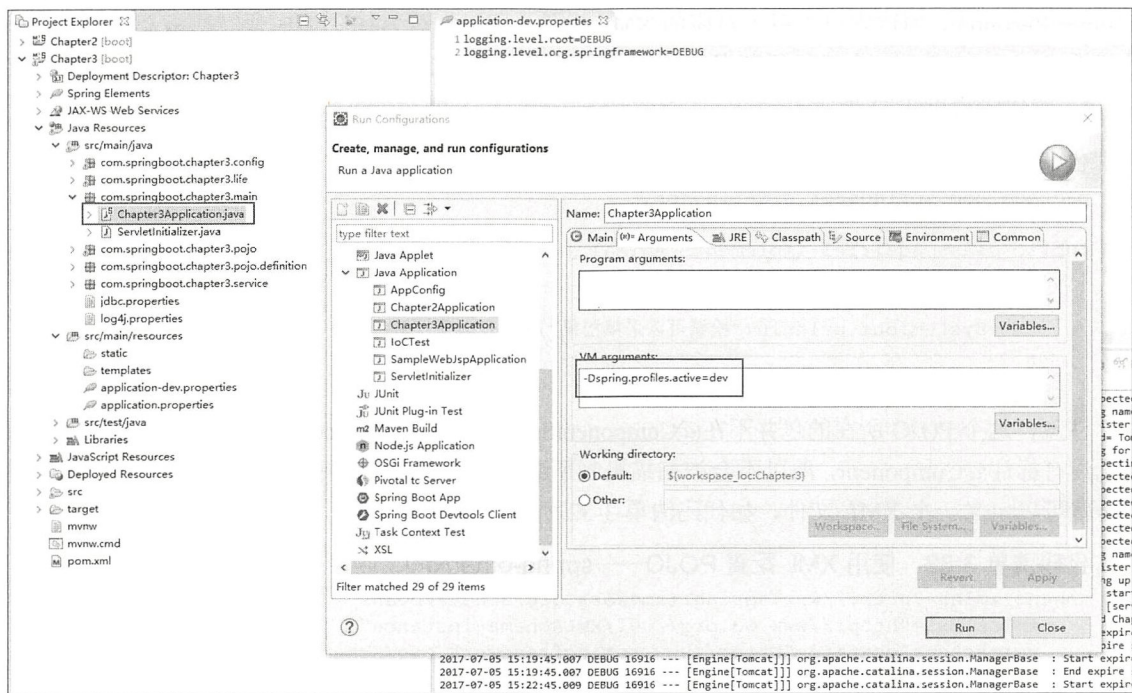 Project Explorer
Chapter2 [boot]
Chapter3 [boot]
Deployment Descriptor: Chapter3
Spring Elements
JAX-WS Web Services
Java Resources
src/main/java
com.springboot.chapter3.config
com.springboot.chapter3.life
com.springboot.chapter3.main
Chapter3Application.java
ServletInitializer.java
com.springboot.chapter3.pojo
com.springboot.chapter3.pojo.definition
com.springboot.chapter3.service
jdbc.properties
log4j.properties
src/main/resources
static
templates
application-dev.properties
application.properties
src/test/java
Libraries
JavaScript Resources
Deployed Resources
src
target
mvnw
mvnw.cmd
pom.xml
application-dev.properties
1 logging.level.root=DEBUG
2 logging.level.org.springframework=DEBUG
Run Configurations
Create, manage, and run configurations
Run a Java application
type filter text
Java Applet
Java Application
AppConfig
Chapter2Application
Chapter3Application
IoCTest
SampleWebJspApplication
ServletInitializer
JUnit
JUnit Plug-in Test
Maven Build
Node.js Application
OSGi Framework
Pivotal tc Server
Spring Boot App
Spring Boot Devtools Client
Task Context Test
XSL
Filter matched 29 of 29 items
Name: Chapter3Application
Main (x)= Arguments JRE Classpath Source Environment Common
Program arguments:
Variables...
VM arguments:
-Dspring.profiles.active=dev
Variables...
Working directory:
Default: ${workspace_loc:Chapter3}
Other:
Workspace... File System... Variables...
Revert Apply
Run Close
2017-07-05 15:19:45.007 DEBUG 16916 --- [Engine[Tomcat]]] org.apache.catalina.session.ManagerBase : Start expir
2017-07-05 15:19:45.007 DEBUG 16916 --- [Engine[Tomcat]]] org.apache.catalina.session.ManagerBase : End expire
2017-07-05 15:22:45.009 DEBUG 16916 --- [Engine[Tomcat]]] org.apache.catalina.session.ManagerBase : Start expir